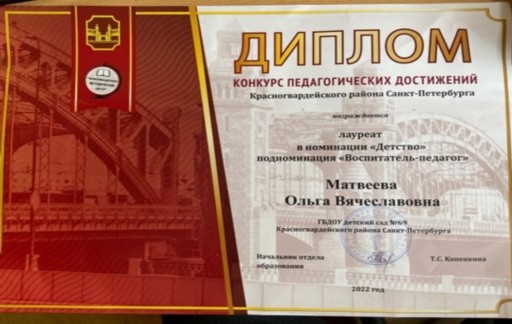 ДИПЛОМ
КОНКУРС ПЕДАГОГИЧЕСКИХ ДОСТИЖЕНИЙ
Красногвардейского района Санкт-Петербурга
награждается
лауреат
в номинации «Детство»
подноминация «Воспитатель-педагог»
Матвеева
Ольга Вячеславовна
ГБДОУ детский сад №69
Красногвардейского района Санкт-Петербурга
Начальник отдела
образования
Т.С. Копенкина
2022 год